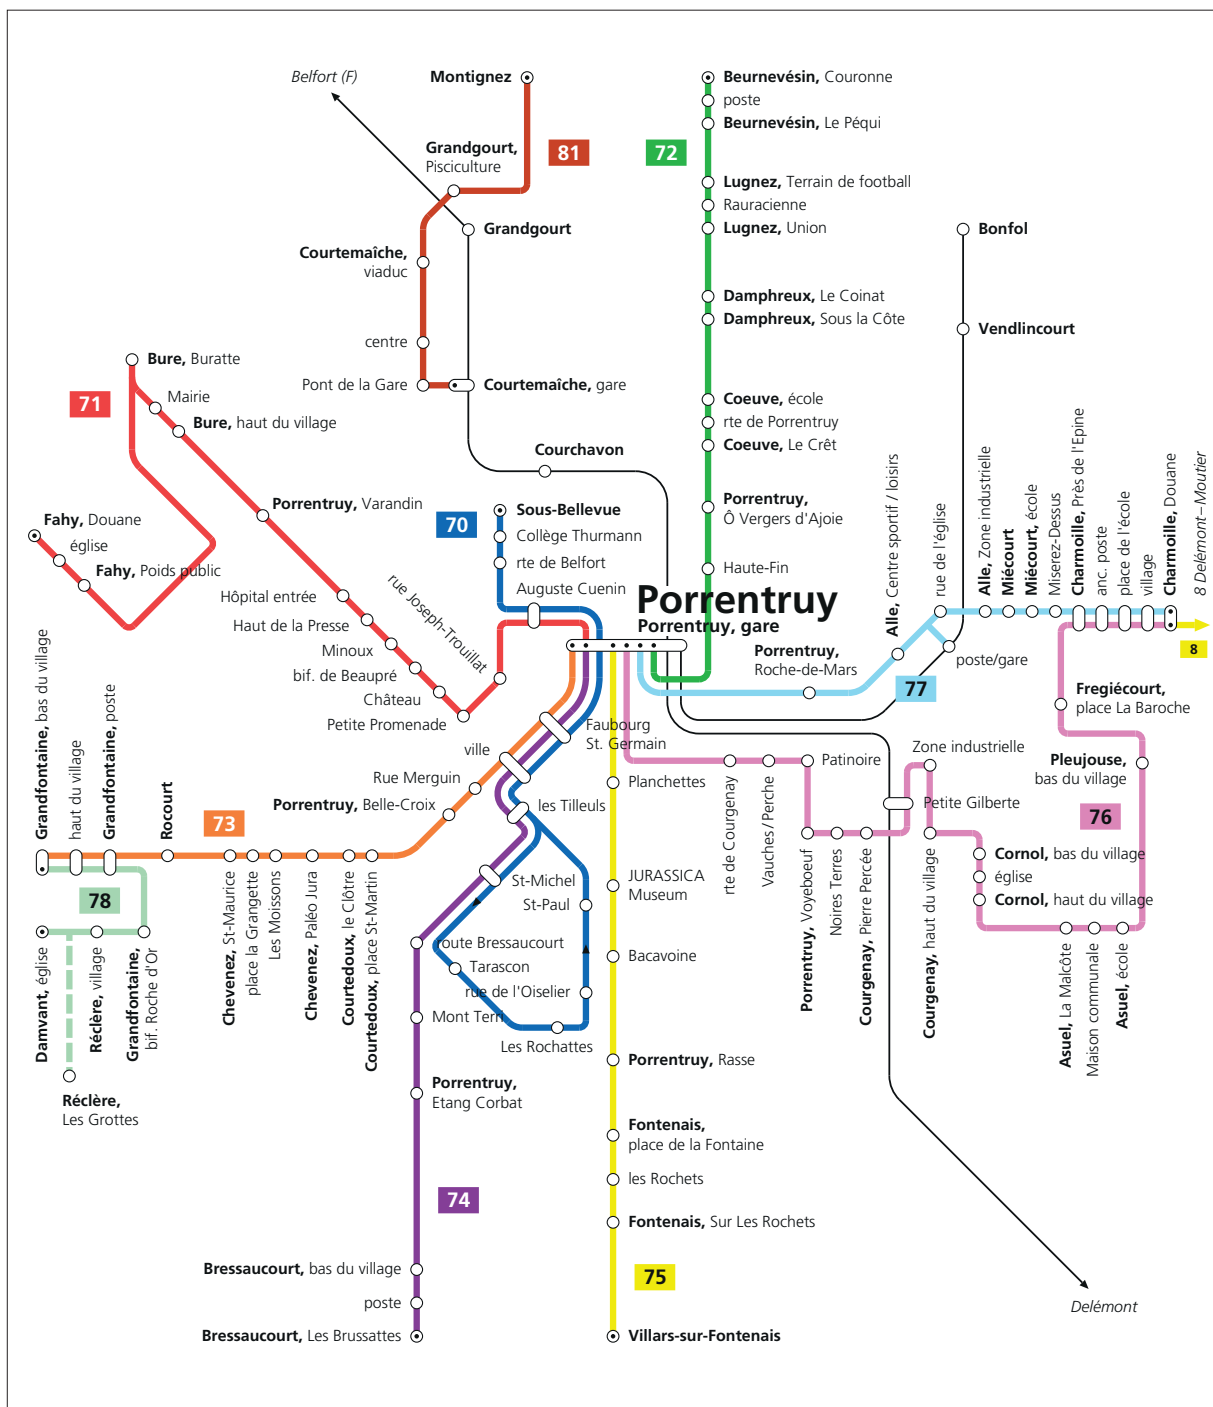 Belfort (F)
Montignez
Grandgourt,
Pisciculture
81
Grandgourt
Courtemaîche,
viaduc
centre
Pont de la Gare
Courtemaîche, gare
Courchavon
72
Beurnevésin, Couronne
poste
Beurnevésin, Le Péqui
Lugnez, Terrain de football
Rauracienne
Lugnez, Union
Damphreux, Le Coinat
Damphreux, Sous la Côte
Coeuve, école
rte de Porrentruy
Coeuve, Le Crêt
Porrentruy,
Ô Vergers d'Ajoie
Haute-Fin
Bonfol
Vendlincourt
71
Bure, Buratte
Mairie
Bure, haut du village
Porrentruy, Varandin
Fahy, Douane
église
Fahy, Poids public
Hôpital entrée
Haut de la Presse
Minoux
bif. de Beaupré
Château
Petite Promenade
rue Joseph-Trouillat
70
Sous-Bellevue
Collège Thurmann
rte de Belfort
Auguste Cuenin
Porrentruy
Porrentruy, gare
Porrentruy,
Roche-de-Mars
77
Alle, Centre sportif / loisirs
rue de l'église
poste/gare
Alle, Zone industrielle
Miécourt
Miécourt, école
Miserez-Dessus
Charmoille, Près de l'Epine
anc. poste
place de l'école
village
Charmoille, Douane
8 Delémont–Moutier
8
Fregiécourt,
place La Baroche
Pleujouse,
bas du village
76
Faubourg
St. Germain
ville
Rue Merguin
Porrentruy, Belle-Croix
les Tilleuls
Planchettes
rte de Courgenay
Vauches/Perche
Patinoire
Zone industrielle
Petite Gilberte
Porrentruy, Voyeboeuf
Noires Terres
Courgenay, Pierre Percée
Courgenay, haut du village
Cornol, bas du village
église
Cornol, haut du village
Asuel, La Malcôte
Maison communale
Asuel, école
Grandfontaine, bas du village
haut du village
Grandfontaine, poste
Rocourt
73
Chevenez, St-Maurice
place la Grangette
Les Moissons
Chevenez, Paléo Jura
Courtedoux, le Clôtre
Courtedoux, place St-Martin
78
Damvant, église
Réclère, village
Grandfontaine,
bif. Roche d'Or
Réclère,
Les Grottes
St-Michel
St-Paul
route Bressaucourt
Tarascon
rue de l'Oiselier
Mont Terri
Les Rochattes
Porrentruy,
Etang Corbat
74
Bressaucourt, bas du village
poste
Bressaucourt, Les Brussattes
JURASSICA
Museum
Bacavoine
Porrentruy, Rasse
Fontenais,
place de la Fontaine
les Rochets
Fontenais, Sur Les Rochets
75
Villars-sur-Fontenais
Delémont